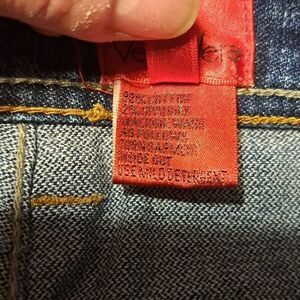 98% COTTON
2% SPANDEX
MACHINE WASH
AS FOLLOWS
TURN GARMENT
INSIDE OUT
USE MILD DETERGENT